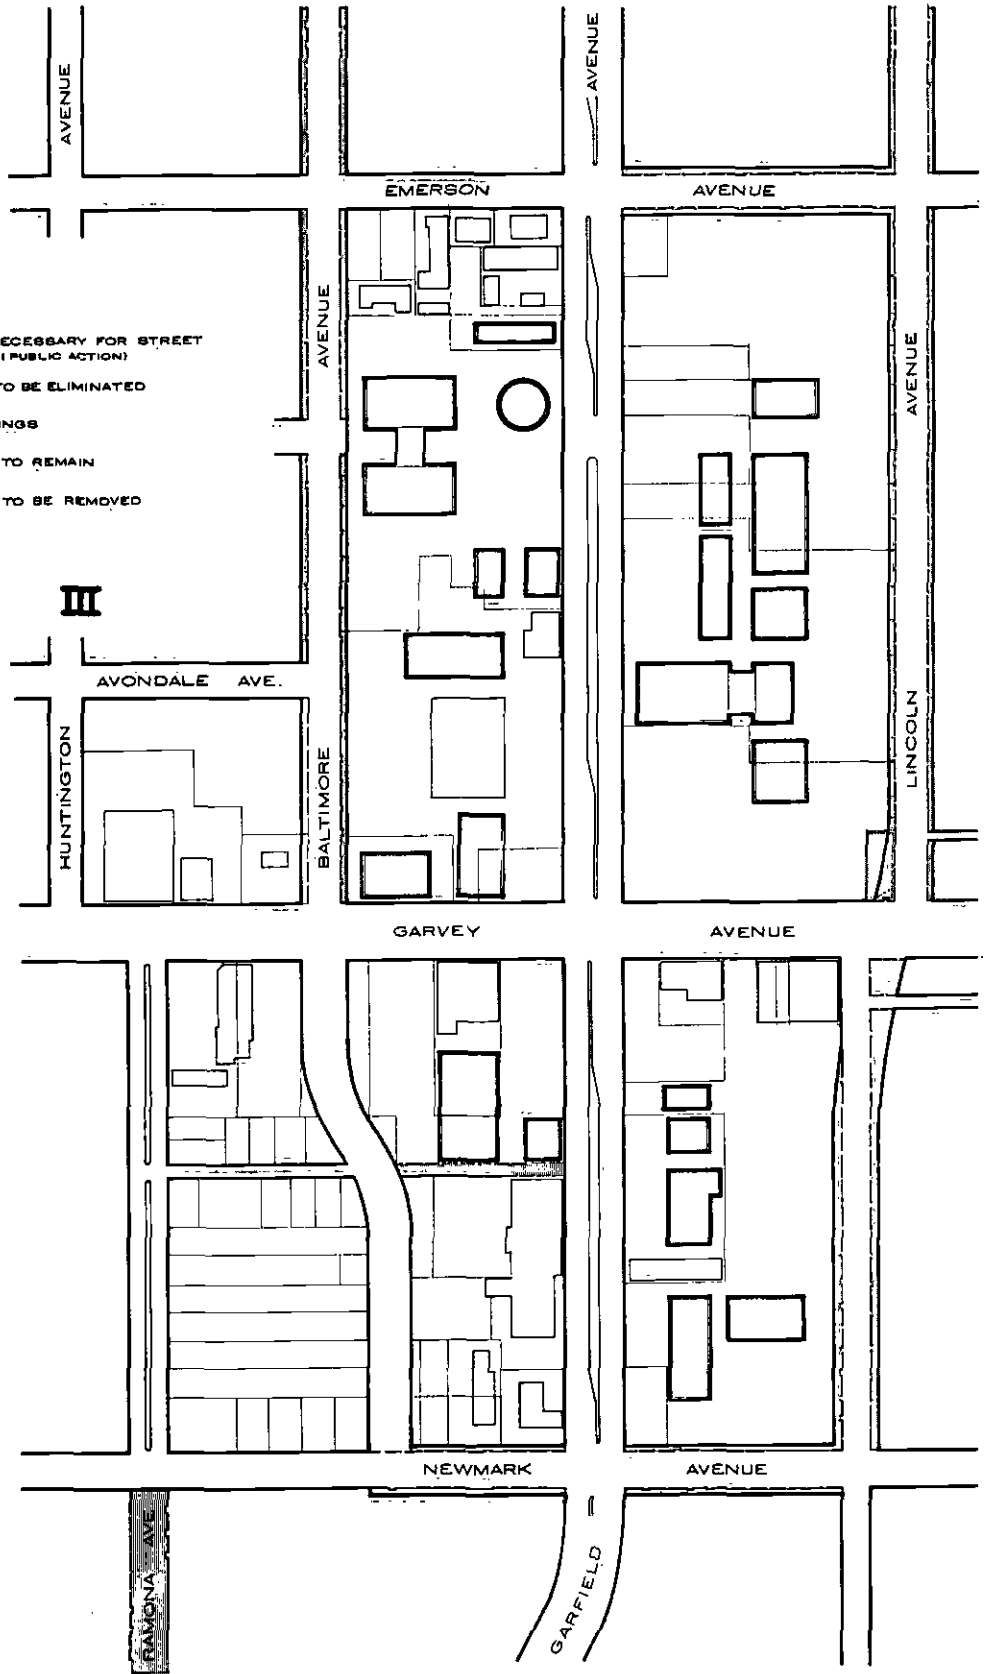 AVENUE
AVENUE
EMERSON AVENUE
AVENUE
AVENUE
ECESSARY FOR STREET
(PUBLIC ACTION)
TO BE ELIMINATED
INGS
TO REMAIN
TO BE REMOVED
III
AVONDALE AVE.
HUNTINGTON
BALTIMORE
LINCOLN
GARVEY AVENUE
NEWMARK AVENUE
RAMONA AVE.
GARFIELD